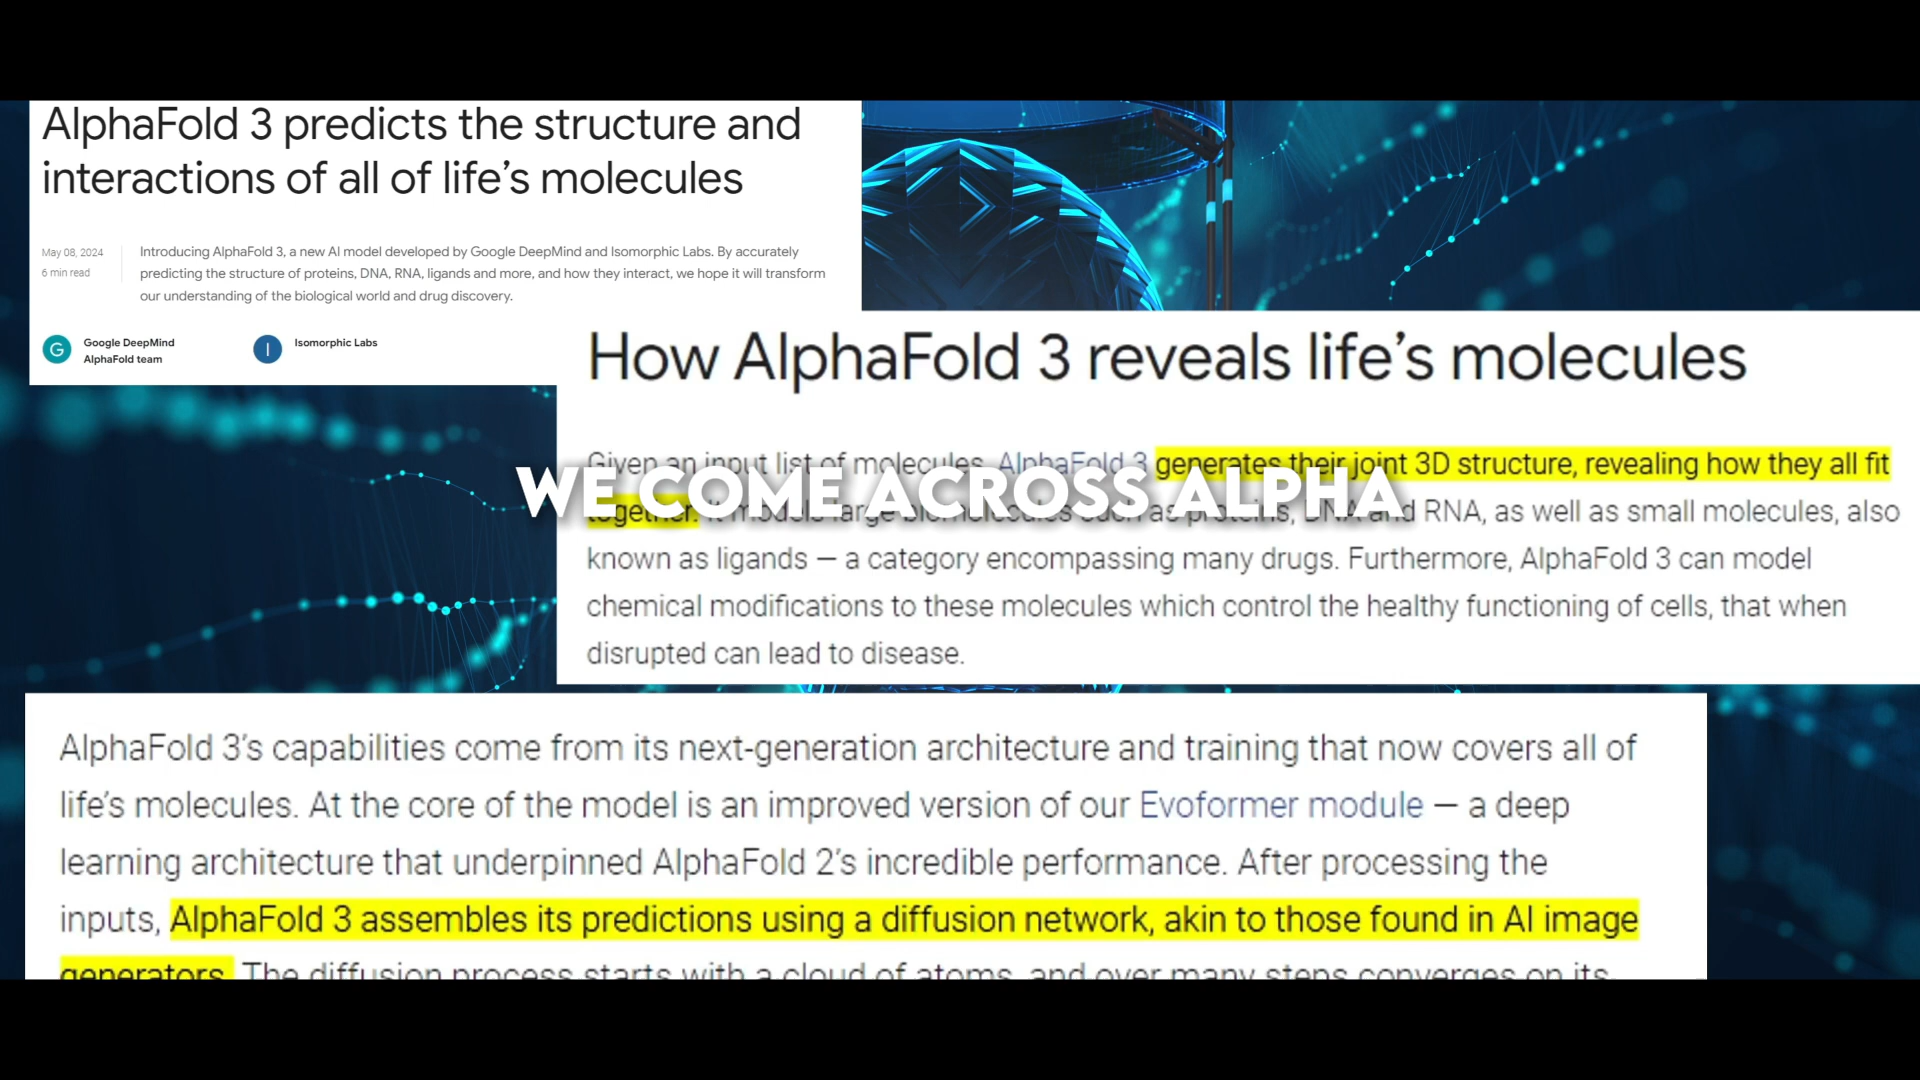 AlphaFold 3 predicts the structure and
interactions of all of life’s molecules
May 08, 2024
6 min read
Introducing AlphaFold 3, a new AI model developed by Google DeepMind and Isomorphic Labs. By accurately
predicting the structure of proteins, DNA, RNA, ligands and more, and how they interact, we hope it will transform
our understanding of the biological world and drug discovery.
G
Google DeepMind
AlphaFold team
I
Isomorphic Labs
How AlphaFold 3 reveals life’s molecules
Given an input list of molecules, AlphaFold 3 generates their joint 3D structure, revealing how they all fit
WE COME ACROSS ALPHA
together. It models large biomolecules such as proteins, DNA and RNA, as well as small molecules, also
known as ligands — a category encompassing many drugs. Furthermore, AlphaFold 3 can model
chemical modifications to these molecules which control the healthy functioning of cells, that when
disrupted can lead to disease.
AlphaFold 3’s capabilities come from its next-generation architecture and training that now covers all of
life’s molecules. At the core of the model is an improved version of our Evoformer module — a deep
learning architecture that underpinned AlphaFold 2’s incredible performance. After processing the
inputs, AlphaFold 3 assembles its predictions using a diffusion network, akin to those found in AI image
generators. The diffusion process starts with a cloud of atoms, and over many steps converges on its